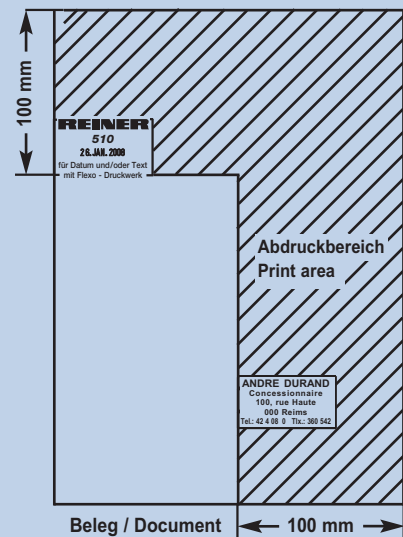 100 mm
REINER
510
26. JAN. 2009
für Datum und/oder Text
mit Flexo - Druckwerk
Abdruckbereich
Print area
ANDRE DURAND
Concessionnaire
100, rue Haute
000 Reims
Tel.: 42 4 08 0 Tlx.: 360 542
Beleg / Document
100 mm